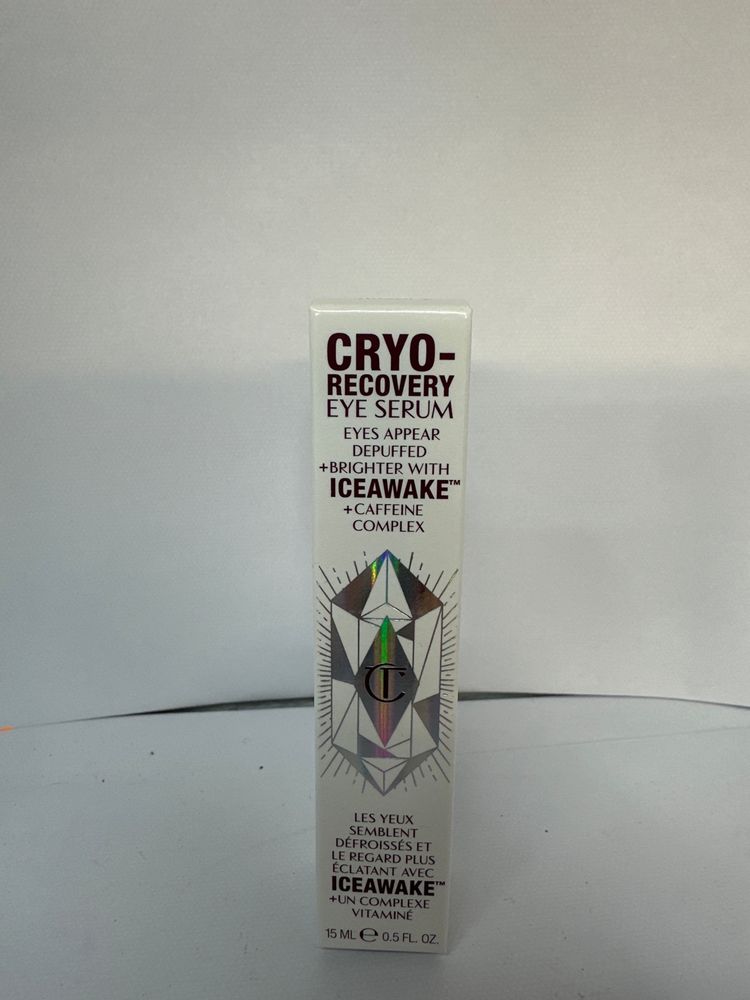 CRYO-
RECOVERY
EYE SERUM
EYES APPEAR
DEPUFFED
+BRIGHTER WITH
ICEAWAKE™
+CAFFEINE
COMPLEX
CT
LES YEUX
SEMBLENT
DÉFROISSÉS ET
LE REGARD PLUS
ÉCLATANT AVEC
ICEAWAKE™
+UN COMPLEXE
VITAMINÉ
15 ML ℮ 0.5 FL. OZ.